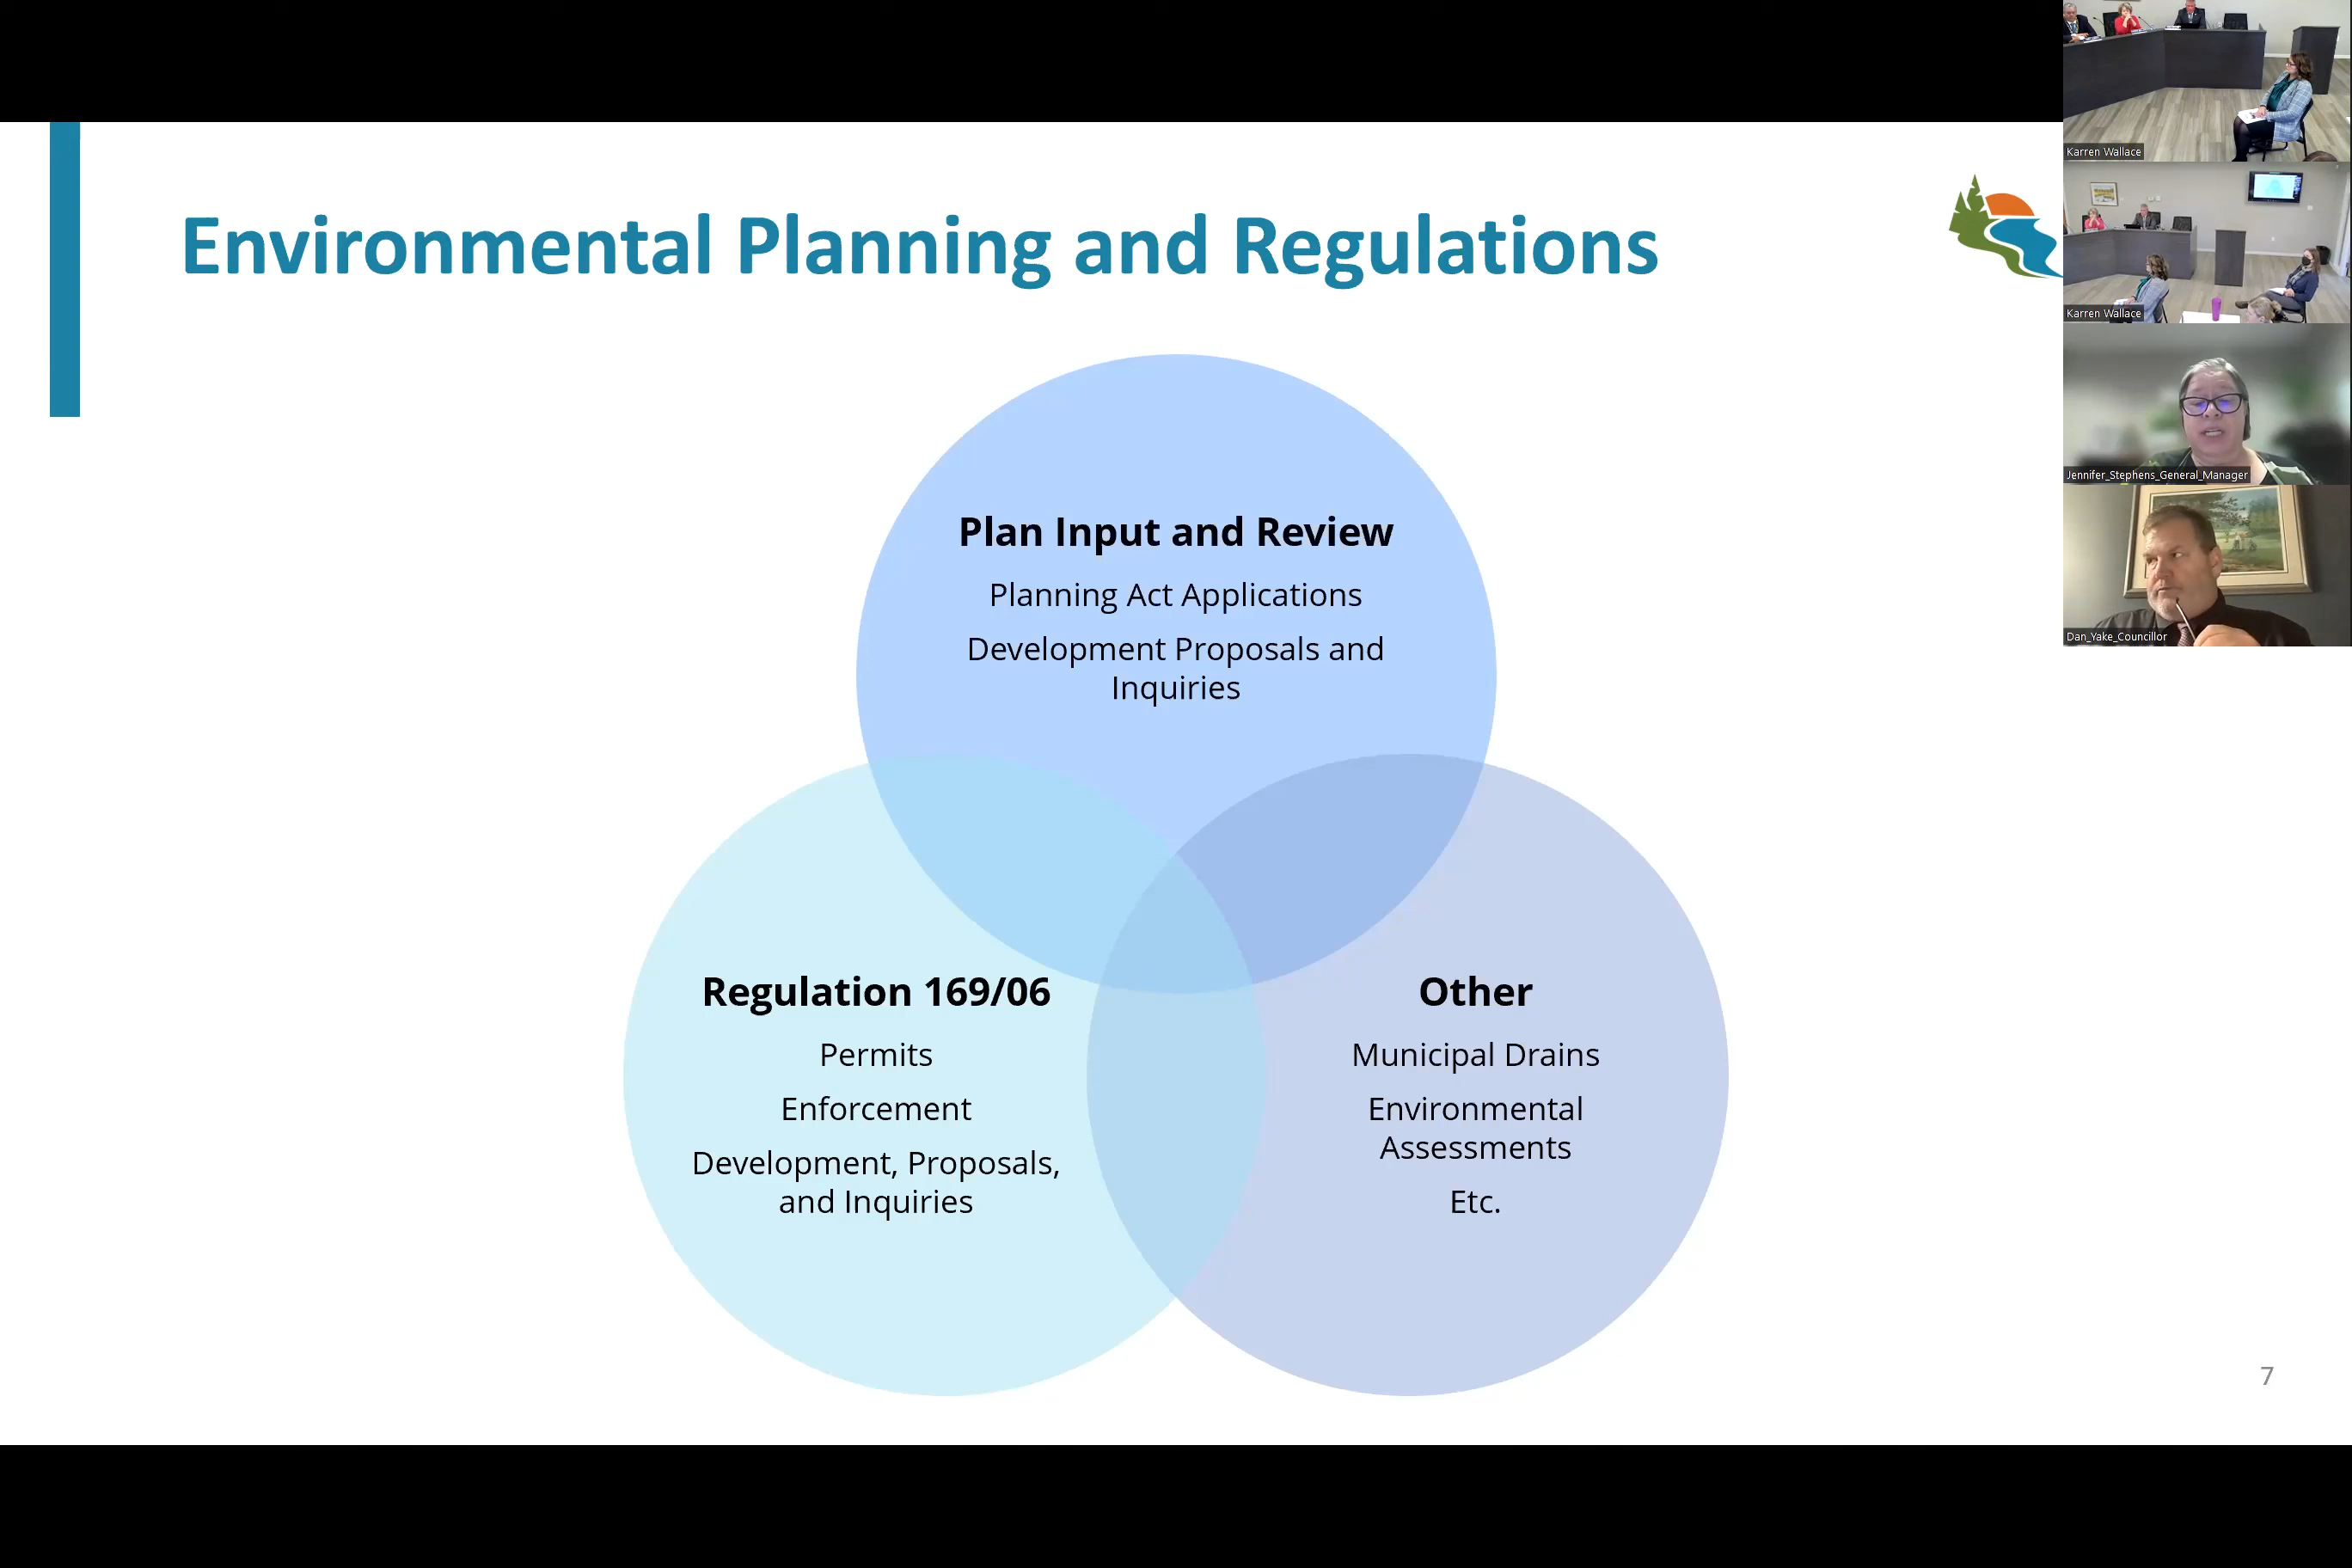 Environmental Planning and Regulations
Plan Input and Review
Planning Act Applications
Development Proposals and
Inquiries
Regulation 169/06
Permits
Enforcement
Development, Proposals,
and Inquiries
Other
Municipal Drains
Environmental
Assessments
Etc.
7
Karren Wallace
Karren Wallace
Jennifer_Stephens_General_Manager
Dan_Yake_Councillor